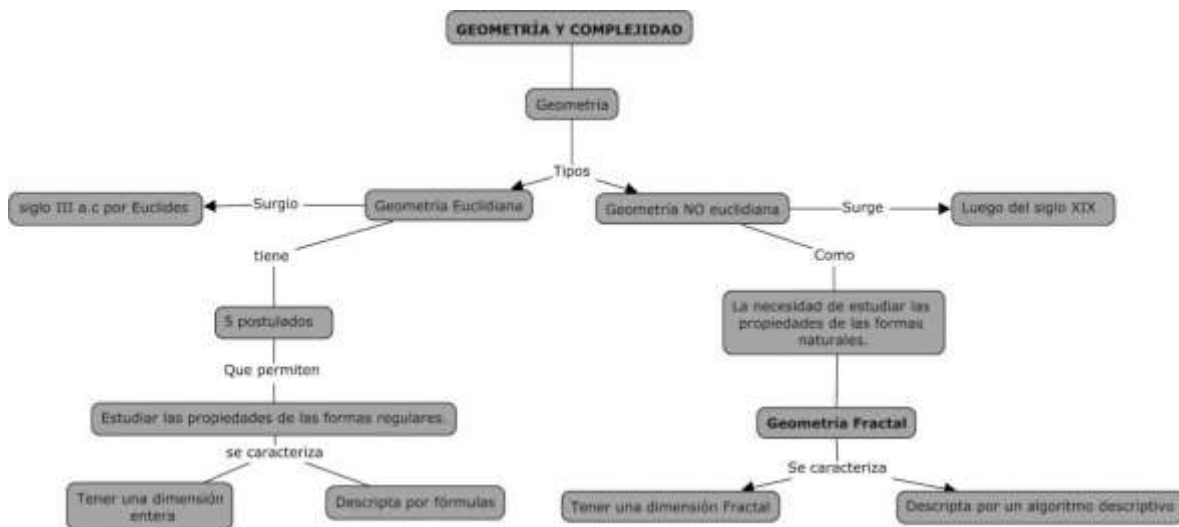 GEOMETRÍA Y COMPLEJIDAD
Geometría
Tipos
siglo III a.c por Euclides
Surgio
Geometria Euclidiana
Geometría NO euclidiana
Surge
Luego del siglo XIX
tiene
Como
5 postulados
La necesidad de estudiar las
propiedades de las formas
naturales.
Que permiten
Estudiar las propiedades de las formas regulares.
Geometría Fractal
se caracteriza
Se caracteriza
Tener una dimensión
entera
Descripta por fórmulas
Tener una dimensión Fractal
Descripta por un algoritmo descriptivo